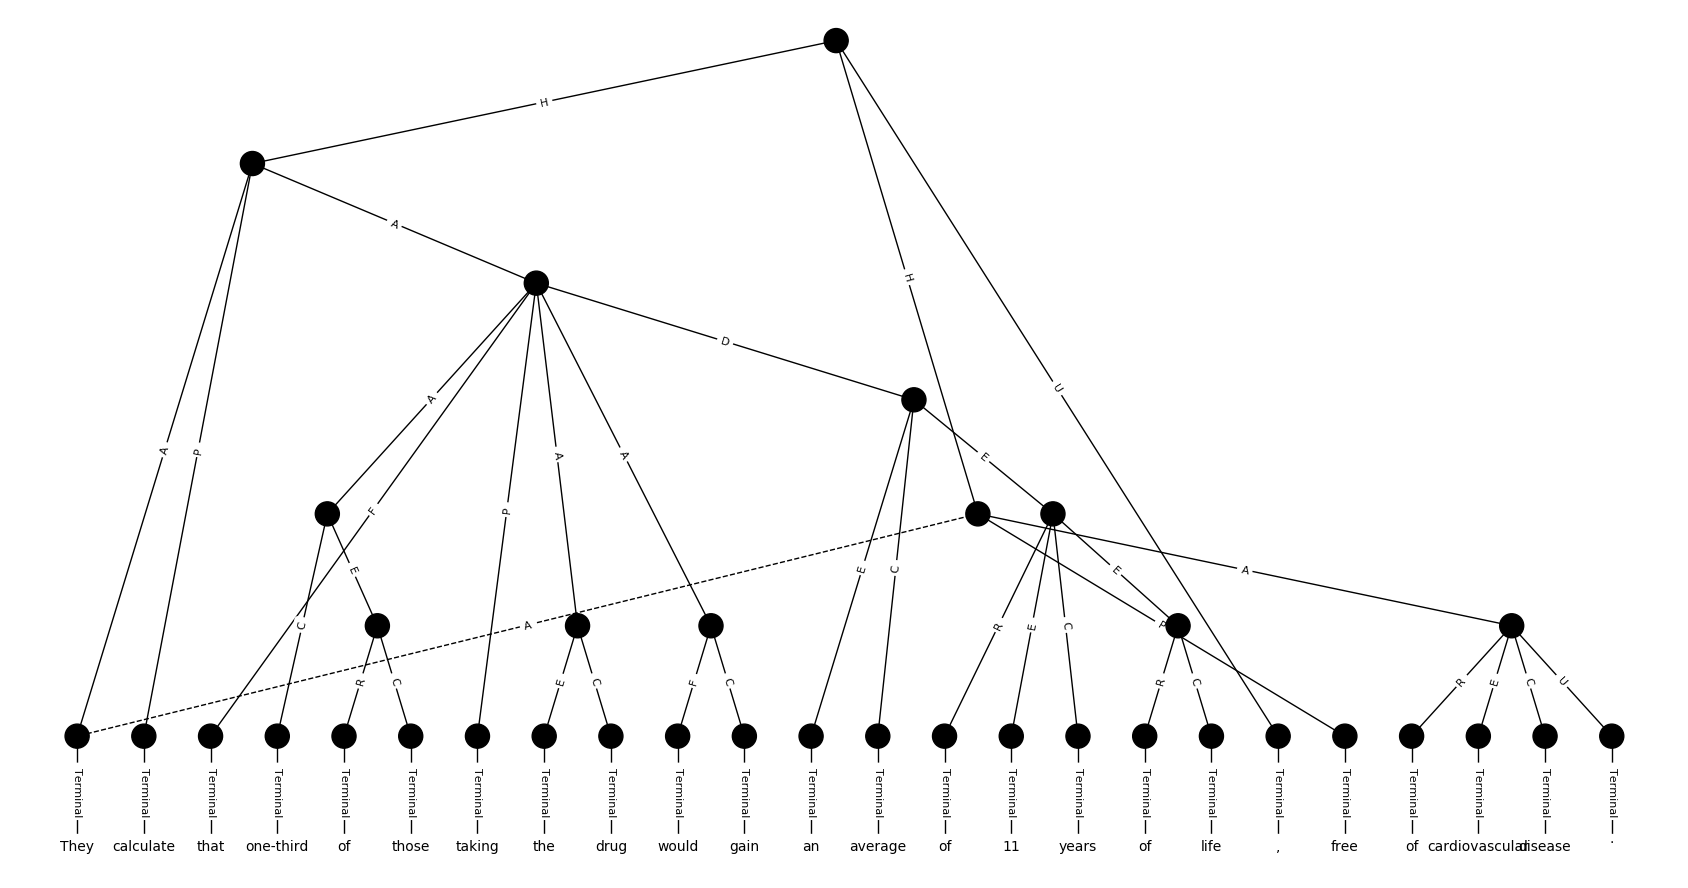 H
A
H
A
D
U
A
F
A
P
P
A
A
E
E
C
E
E
A
C
A
R
E
C
P
R
C
E
C
F
C
R
C
R
E
C
U
Terminal Terminal Terminal Terminal Terminal Terminal Terminal Terminal Terminal Terminal Terminal Terminal Terminal Terminal Terminal Terminal Terminal Terminal Terminal Terminal Terminal Terminal Terminal Terminal
They calculate that one-third of those taking the drug would gain an average of 11 years of life , free of cardiovascular disease .